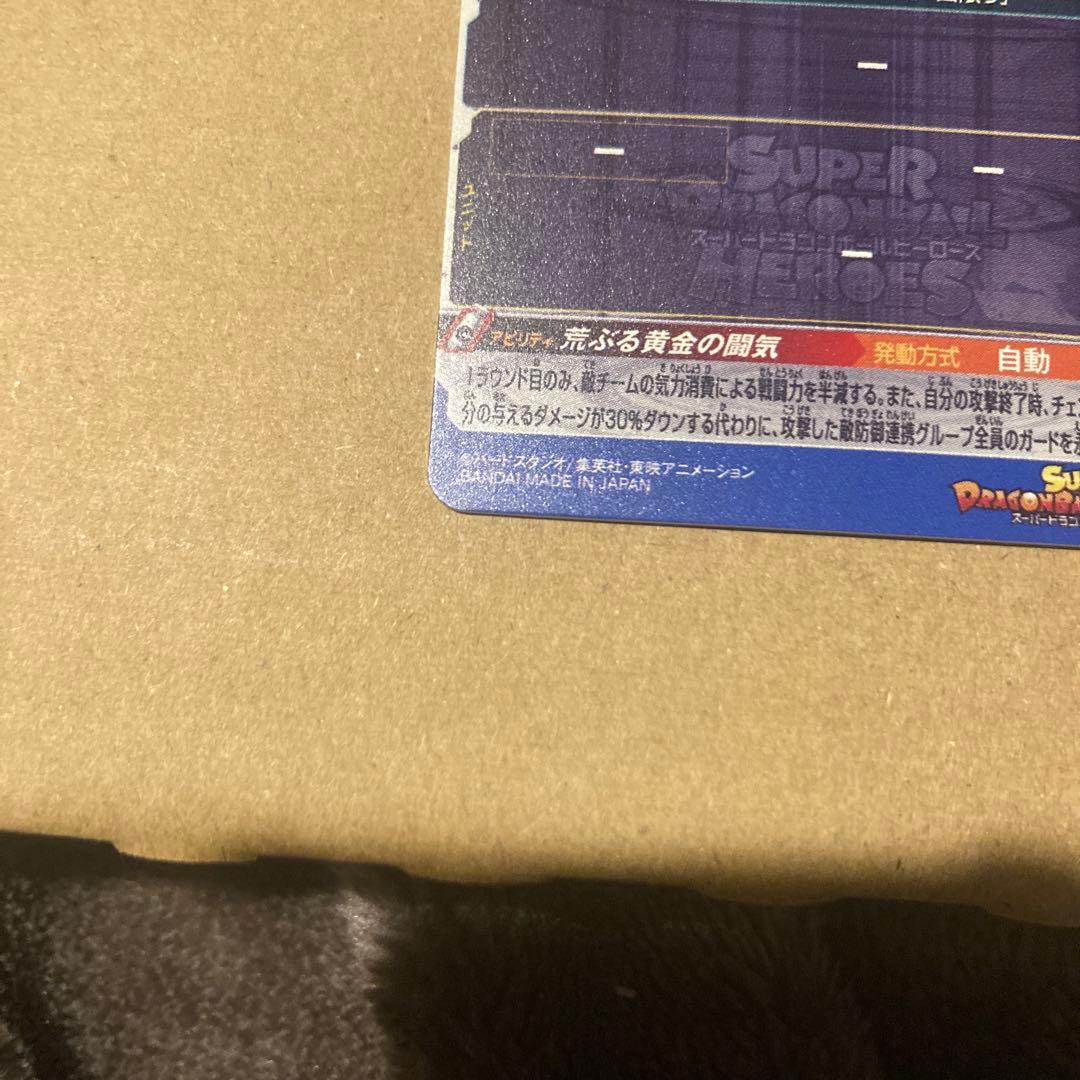 限り」
SUPER
DRAGONBALL
スーパードラゴンボールヒーローズ
HEROES
ユニット
アビリティ 荒ぶる黄金の闘気 発動方式 自動
1ラウンド目のみ、敵チームの気力消費による戦闘力を半減する。また、自分の攻撃終了時、チェ
分の与えるダメージが30%ダウンする代わりに、攻撃した敵防御連携グループ全員のガードを
©バードスタジオ/集英社・東映アニメーション
BANDAI MADE IN JAPAN
SU
DRAGONBA
スーパードラゴン